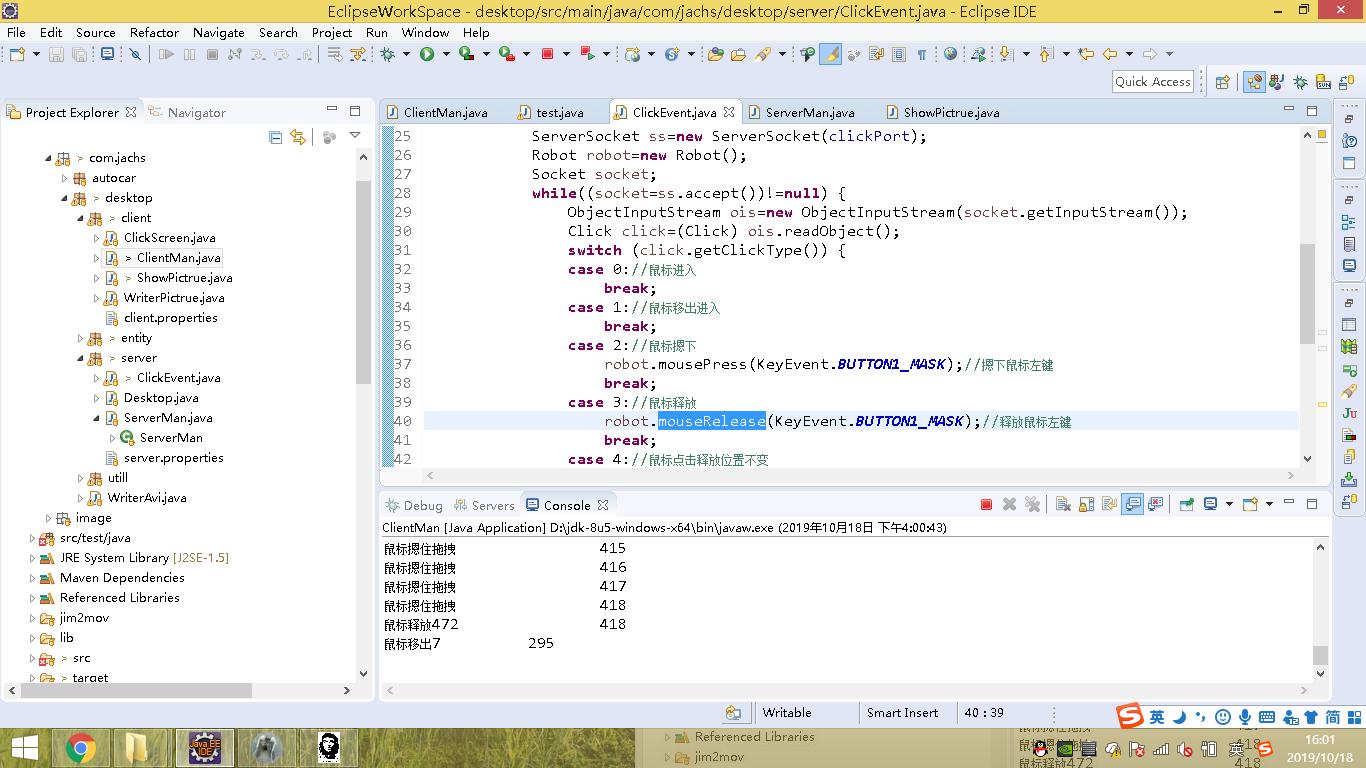 EclipseWorkSpace - desktop/src/main/java/com/jachs/desktop/server/ClickEvent.java - Eclipse IDE
File Edit Source Refactor Navigate Search Project Run Window Help
Quick Access
Project Explorer Navigator
> com.jachs
autocar
> desktop
> client
ClickScreen.java
> ClientMan.java
> ShowPictrue.java
WriterPictrue.java
client.properties
> entity
> server
> ClickEvent.java
Desktop.java
ServerMan.java
ServerMan
server.properties
> utill
WriterAvi.java
image
src/test/java
JRE System Library [J2SE-1.5]
Maven Dependencies
Referenced Libraries
jim2mov
lib
> src
> target
ClientMan.java test.java ClickEvent.java ServerMan.java ShowPictrue.java
25 ServerSocket ss=new ServerSocket(clickPort);
26 Robot robot=new Robot();
27 Socket socket;
28 while((socket=ss.accept())!=null) {
29 ObjectInputStream ois=new ObjectInputStream(socket.getInputStream());
30 Click click=(Click) ois.readObject();
31 switch (click.getClickType()) {
32 case 0://鼠标进入
33 break;
34 case 1://鼠标移出进入
35 break;
36 case 2://鼠标摁下
37 robot.mousePress(KeyEvent.BUTTON1_MASK);//摁下鼠标左键
38 break;
39 case 3://鼠标释放
40 robot.mouseRelease(KeyEvent.BUTTON1_MASK);//释放鼠标左键
41 break;
42 case 4://鼠标点击释放位置不变
Debug Servers Console
ClientMan [Java Application] D:\jdk-8u5-windows-x64\bin\javaw.exe (2019年10月18日 下午4:00:43)
鼠标摁住拖拽 415
鼠标摁住拖拽 416
鼠标摁住拖拽 417
鼠标摁住拖拽 418
鼠标释放472 418
鼠标移出7 295
Writable Smart Insert 40 : 39
英 简
Java EE IDE
Referenced Libraries
jim2mov
鼠标释放472 418
英
16:01
2019/10/18